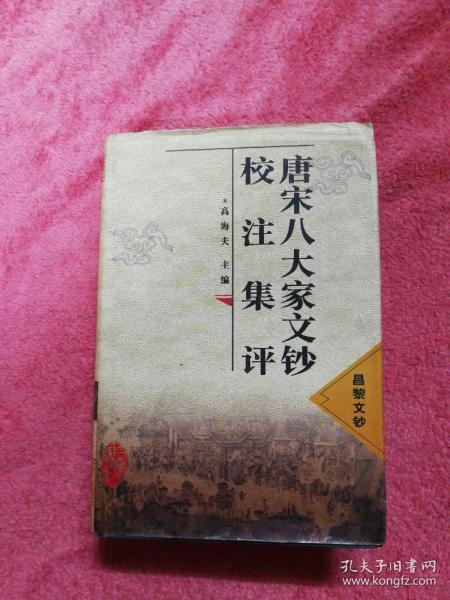 唐宋八大家文钞
校注集评
高海夫 主编
昌黎文钞
孔夫子旧书网
www.kongfz.com